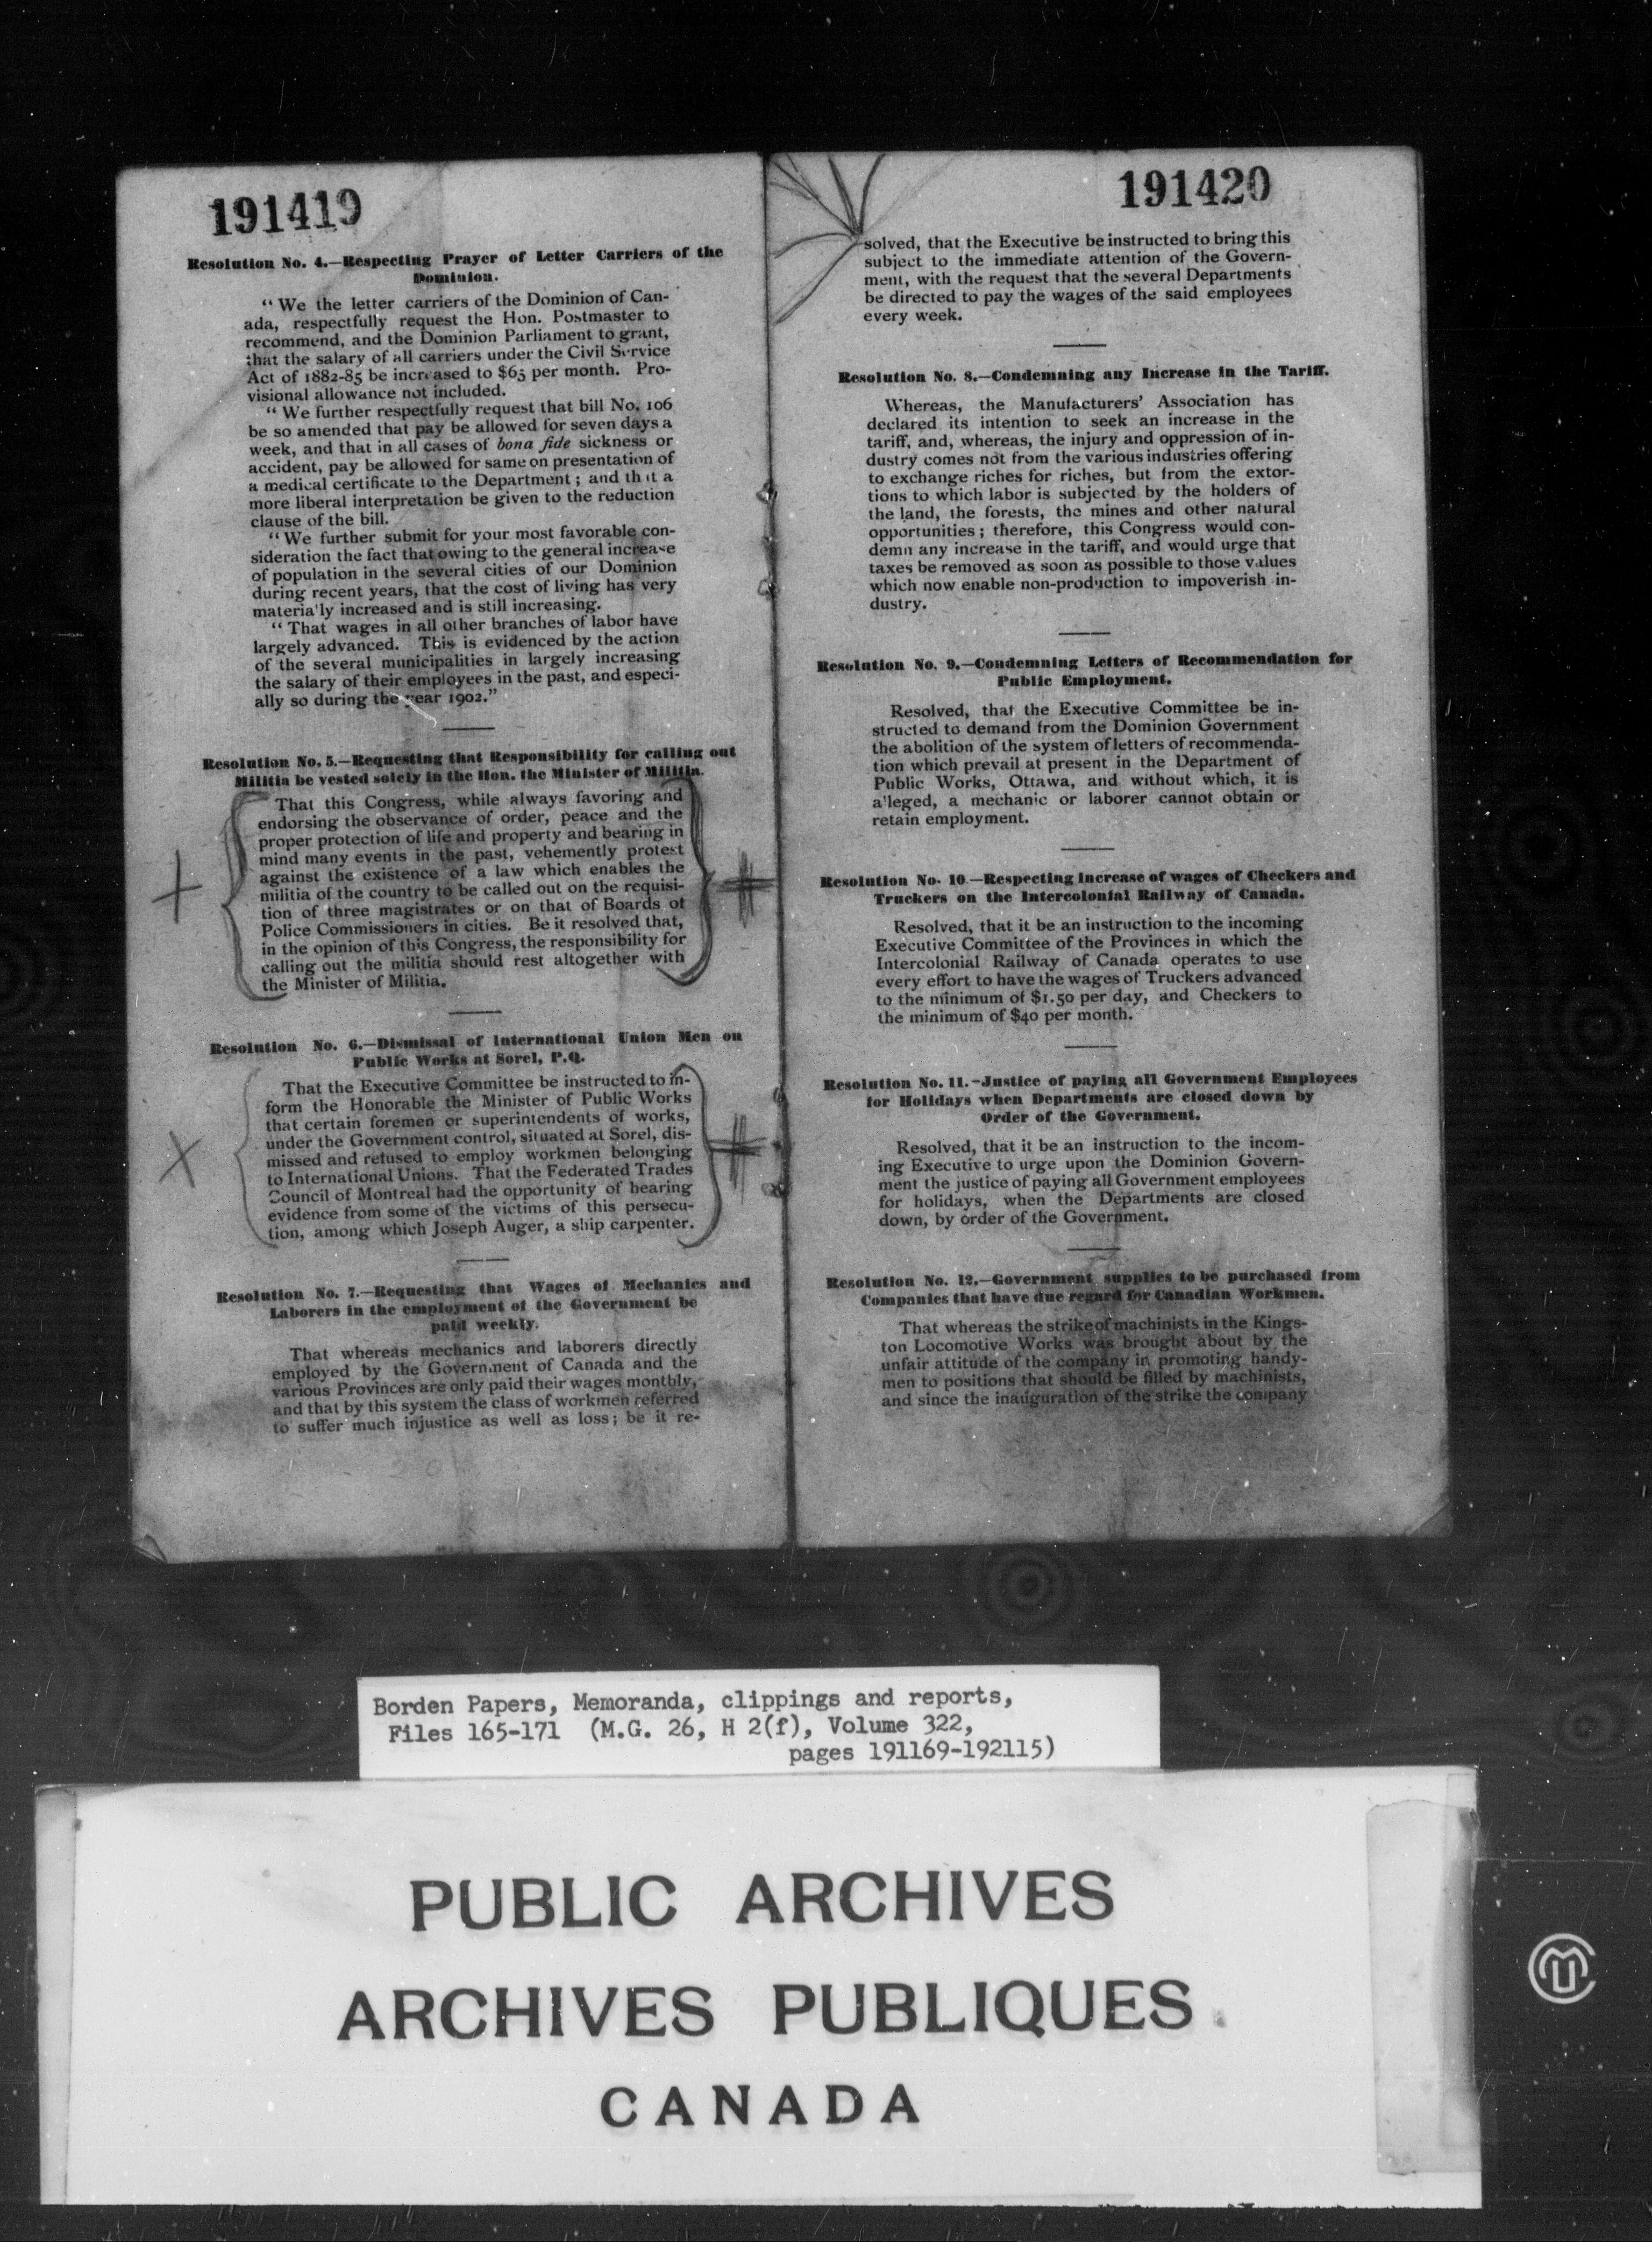 191419
Resolution No. 4.—Respecting Prayer of Letter Carriers of the
Dominion.
“ We the letter carriers of the Dominion of Can-
ada, respectfully request the Hon. Postmaster to
recommend, and the Dominion Parliament to grant,
that the salary of all carriers under the Civil Service
Act of 1882-85 be increased to $65 per month. Pro-
visional allowance not included.
“ We further respectfully request that bill No. 106
be so amended that pay be allowed for seven days a
week, and that in all cases of bona fide sickness or
accident, pay be allowed for same on presentation of
a medical certificate to the Department ; and that a
more liberal interpretation be given to the reduction
clause of the bill.
“ We further submit for your most favorable con-
sideration the fact that owing to the general increase
of population in the several cities of our Dominion
during recent years, that the cost of living has very
materially increased and is still increasing.
“ That wages in all other branches of labor have
largely advanced. This is evidenced by the action
of the several municipalities in largely increasing
the salary of their employees in the past, and especi-
ally so during the year 1902.”
Resolution No. 5.—Requesting that Responsibility for calling out
Militia be vested solely in the Hon. the Minister of Militia.
That this Congress, while always favoring and
endorsing the observance of order, peace and the
proper protection of life and property and bearing in
mind many events in the past, vehemently protest
against the existence of a law which enables the
militia of the country to be called out on the requisi-
tion of three magistrates or on that of Boards of
Police Commissioners in cities. Be it resolved that,
in the opinion of this Congress, the responsibility for
calling out the militia should rest altogether with
the Minister of Militia.
Resolution No. 6.—Dismissal of International Union Men on
Public Works at Sorel, P.Q.
That the Executive Committee be instructed to in-
form the Honorable the Minister of Public Works
that certain foremen or superintendents of works,
under the Government control, situated at Sorel, dis-
missed and refused to employ workmen belonging
to International Unions. That the Federated Trades
Council of Montreal had the opportunity of hearing
evidence from some of the victims of this persecu-
tion, among which Joseph Auger, a ship carpenter.
Resolution No. 7.—Requesting that Wages of Mechanics and
Laborers in the employment of the Government be
paid weekly.
That whereas mechanics and laborers directly
employed by the Government of Canada and the
various Provinces are only paid their wages monthly,
and that by this system the class of workmen referred
to suffer much injustice as well as loss; be it re-
191420
solved, that the Executive be instructed to bring this
subject to the immediate attention of the Govern-
ment, with the request that the several Departments
be directed to pay the wages of the said employees
every week.
Resolution No. 8.—Condemning any Increase in the Tariff.
Whereas, the Manufacturers’ Association has
declared its intention to seek an increase in the
tariff, and, whereas, the injury and oppression of in-
dustry comes not from the various industries offering
to exchange riches for riches, but from the extor-
tions to which labor is subjected by the holders of
the land, the forests, the mines and other natural
opportunities ; therefore, this Congress would con-
demn any increase in the tariff, and would urge that
taxes be removed as soon as possible to those values
which now enable non-production to impoverish in-
dustry.
Resolution No. 9.—Condemning Letters of Recommendation for
Public Employment.
Resolved, that the Executive Committee be in-
structed to demand from the Dominion Government
the abolition of the system of letters of recommenda-
tion which prevail at present in the Department of
Public Works, Ottawa, and without which, it is
alleged, a mechanic or laborer cannot obtain or
retain employment.
Resolution No. 10 —Respecting increase of wages of Checkers and
Truckers on the Intercolonial Railway of Canada.
Resolved, that it be an instruction to the incoming
Executive Committee of the Provinces in which the
Intercolonial Railway of Canada operates to use
every effort to have the wages of Truckers advanced
to the minimum of $1.50 per day, and Checkers to
the minimum of $40 per month.
Resolution No. 11.—Justice of paying all Government Employees
for Holidays when Departments are closed down by
Order of the Government.
Resolved, that it be an instruction to the incom-
ing Executive to urge upon the Dominion Govern-
ment the justice of paying all Government employees
for holidays, when the Departments are closed
down, by order of the Government.
Resolution No. 12.—Government supplies to be purchased from
Companies that have due regard for Canadian Workmen.
That whereas the strike of machinists in the Kings-
ton Locomotive Works was brought about by the
unfair attitude of the company in promoting handy-
men to positions that should be filled by machinists,
and since the inauguration of the strike the company
Borden Papers, Memoranda, clippings and reports,
Files 165-171 (M.G. 26, H 2(f), Volume 322,
pages 191169-192115)
PUBLIC ARCHIVES
ARCHIVES PUBLIQUES
CANADA